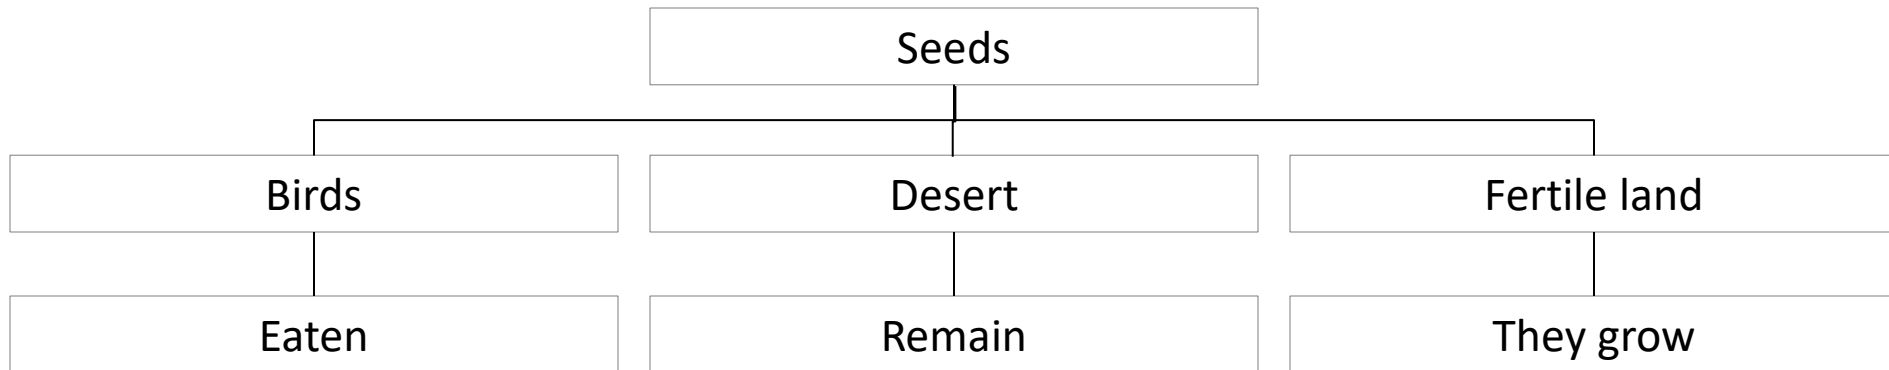 Seeds
Birds
Desert
Fertile land
Eaten
Remain
They grow